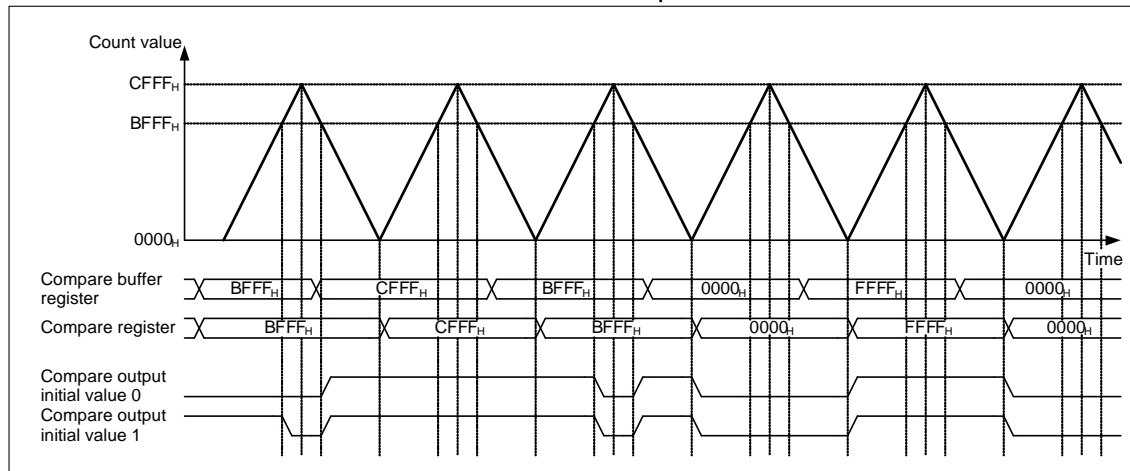 Count value
CFFFH
BFFFH
0000H
Time
Compare buffer
register
BFFFH CFFFH BFFFH 0000H FFFFH 0000H
Compare register
BFFFH CFFFH BFFFH 0000H FFFFH 0000H
Compare output
initial value 0
Compare output
initial value 1